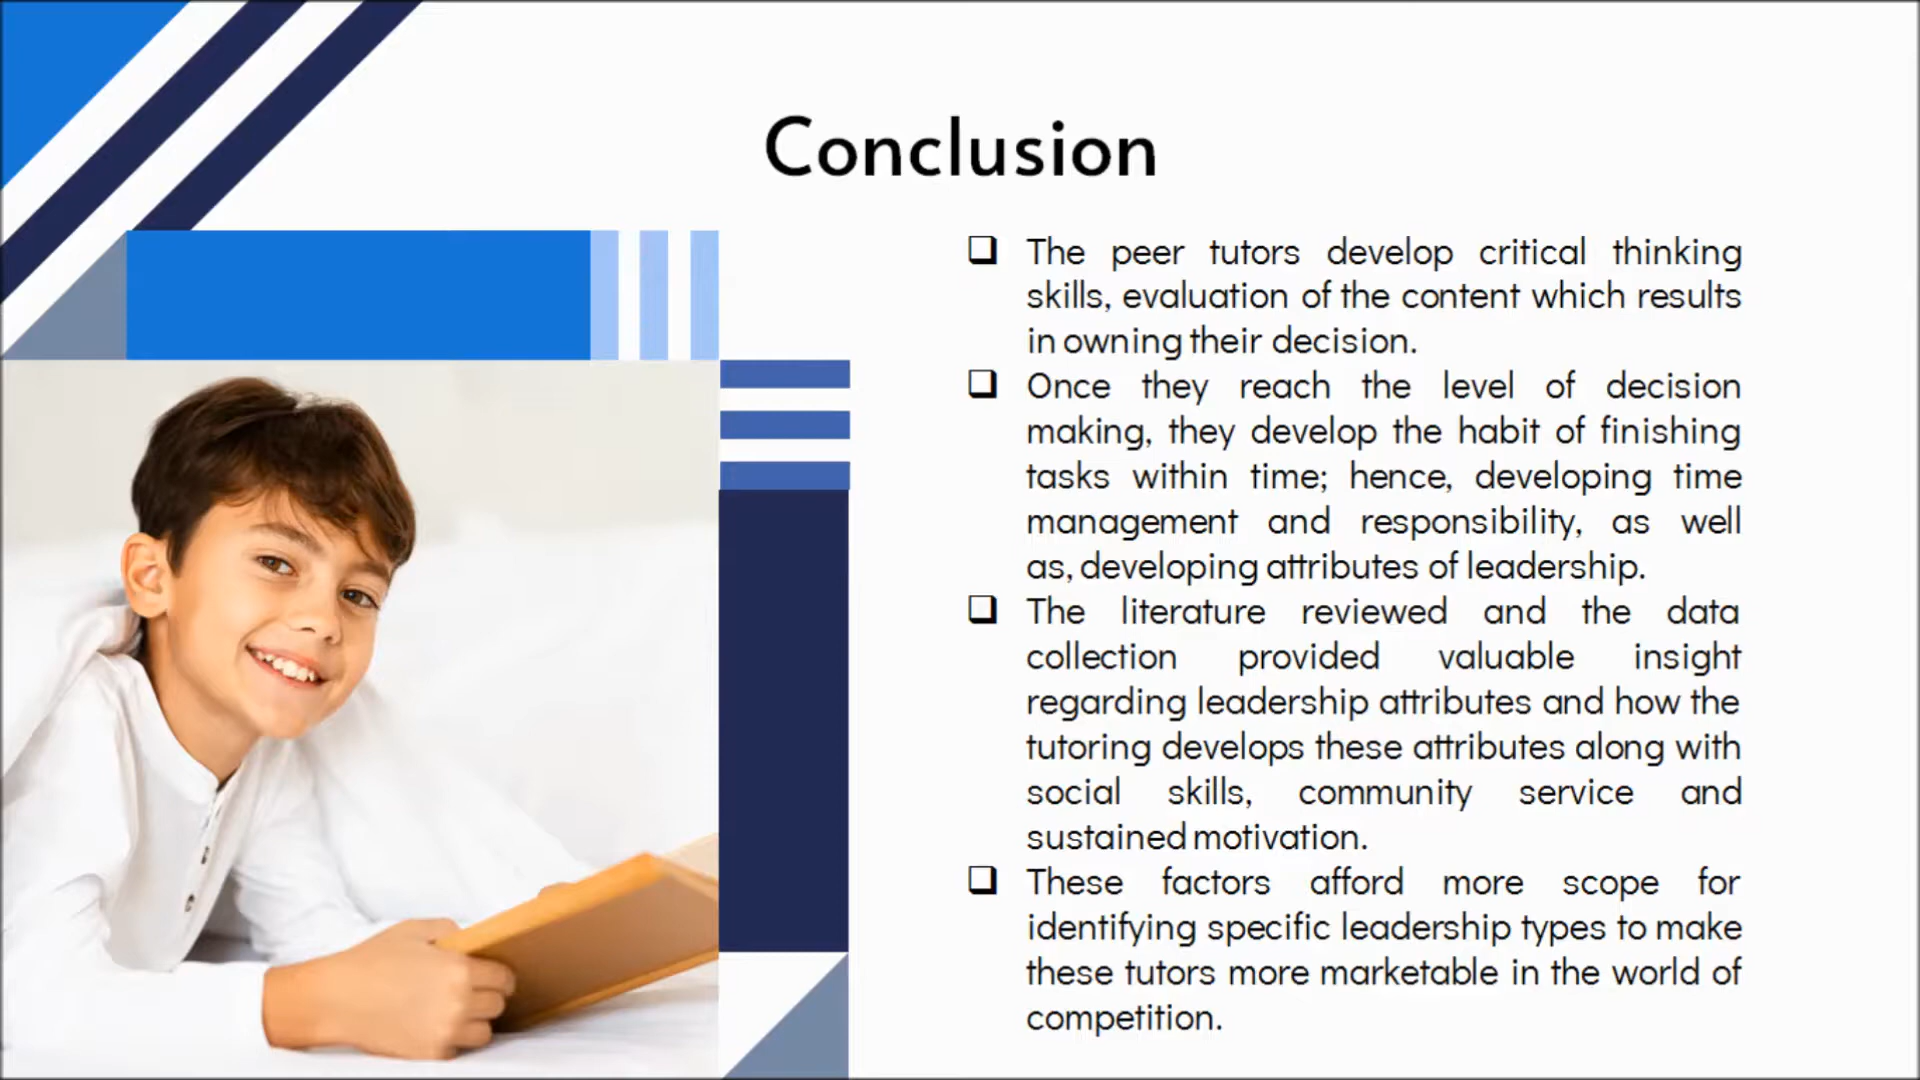 Conclusion
❑ The peer tutors develop critical thinking
skills, evaluation of the content which results
in owning their decision.
❑ Once they reach the level of decision
making, they develop the habit of finishing
tasks within time; hence, developing time
management and responsibility, as well
as, developing attributes of leadership.
❑ The literature reviewed and the data
collection provided valuable insight
regarding leadership attributes and how the
tutoring develops these attributes along with
social skills, community service and
sustained motivation.
❑ These factors afford more scope for
identifying specific leadership types to make
these tutors more marketable in the world of
competition.